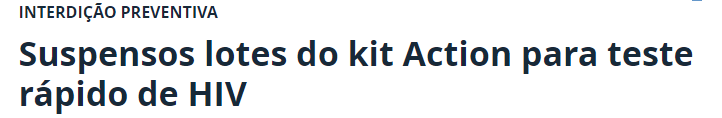 INTERDIÇÃO PREVENTIVA
Suspensos lotes do kit Action para teste
rápido de HIV